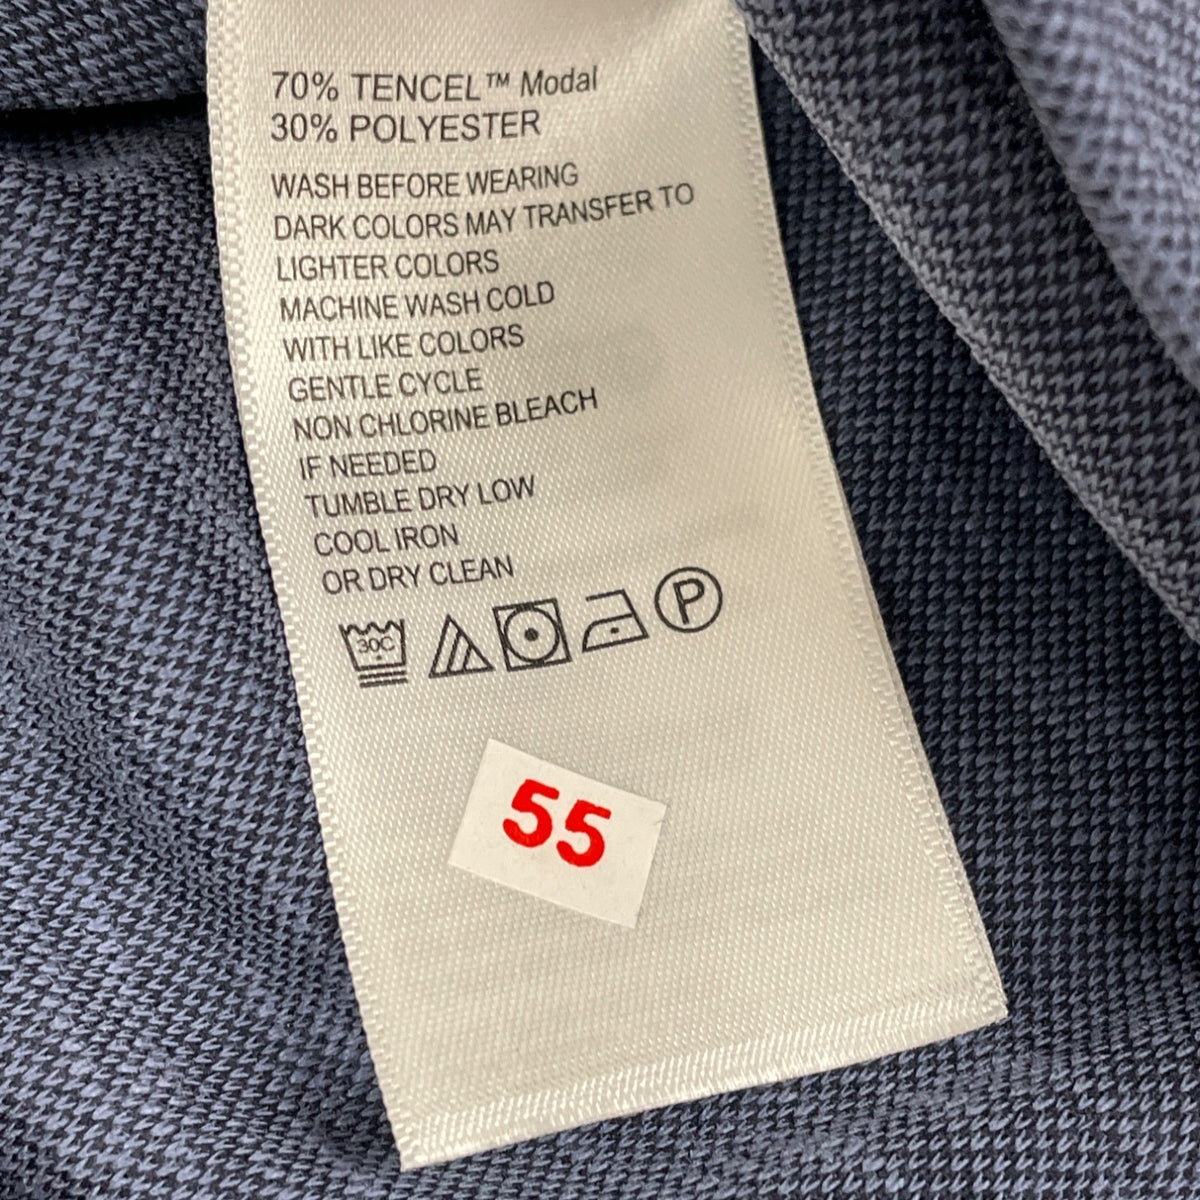 70% TENCEL™ Modal
30% POLYESTER
WASH BEFORE WEARING
DARK COLORS MAY TRANSFER TO
LIGHTER COLORS
MACHINE WASH COLD
WITH LIKE COLORS
GENTLE CYCLE
NON CHLORINE BLEACH
IF NEEDED
TUMBLE DRY LOW
COOL IRON
OR DRY CLEAN
30C P
55